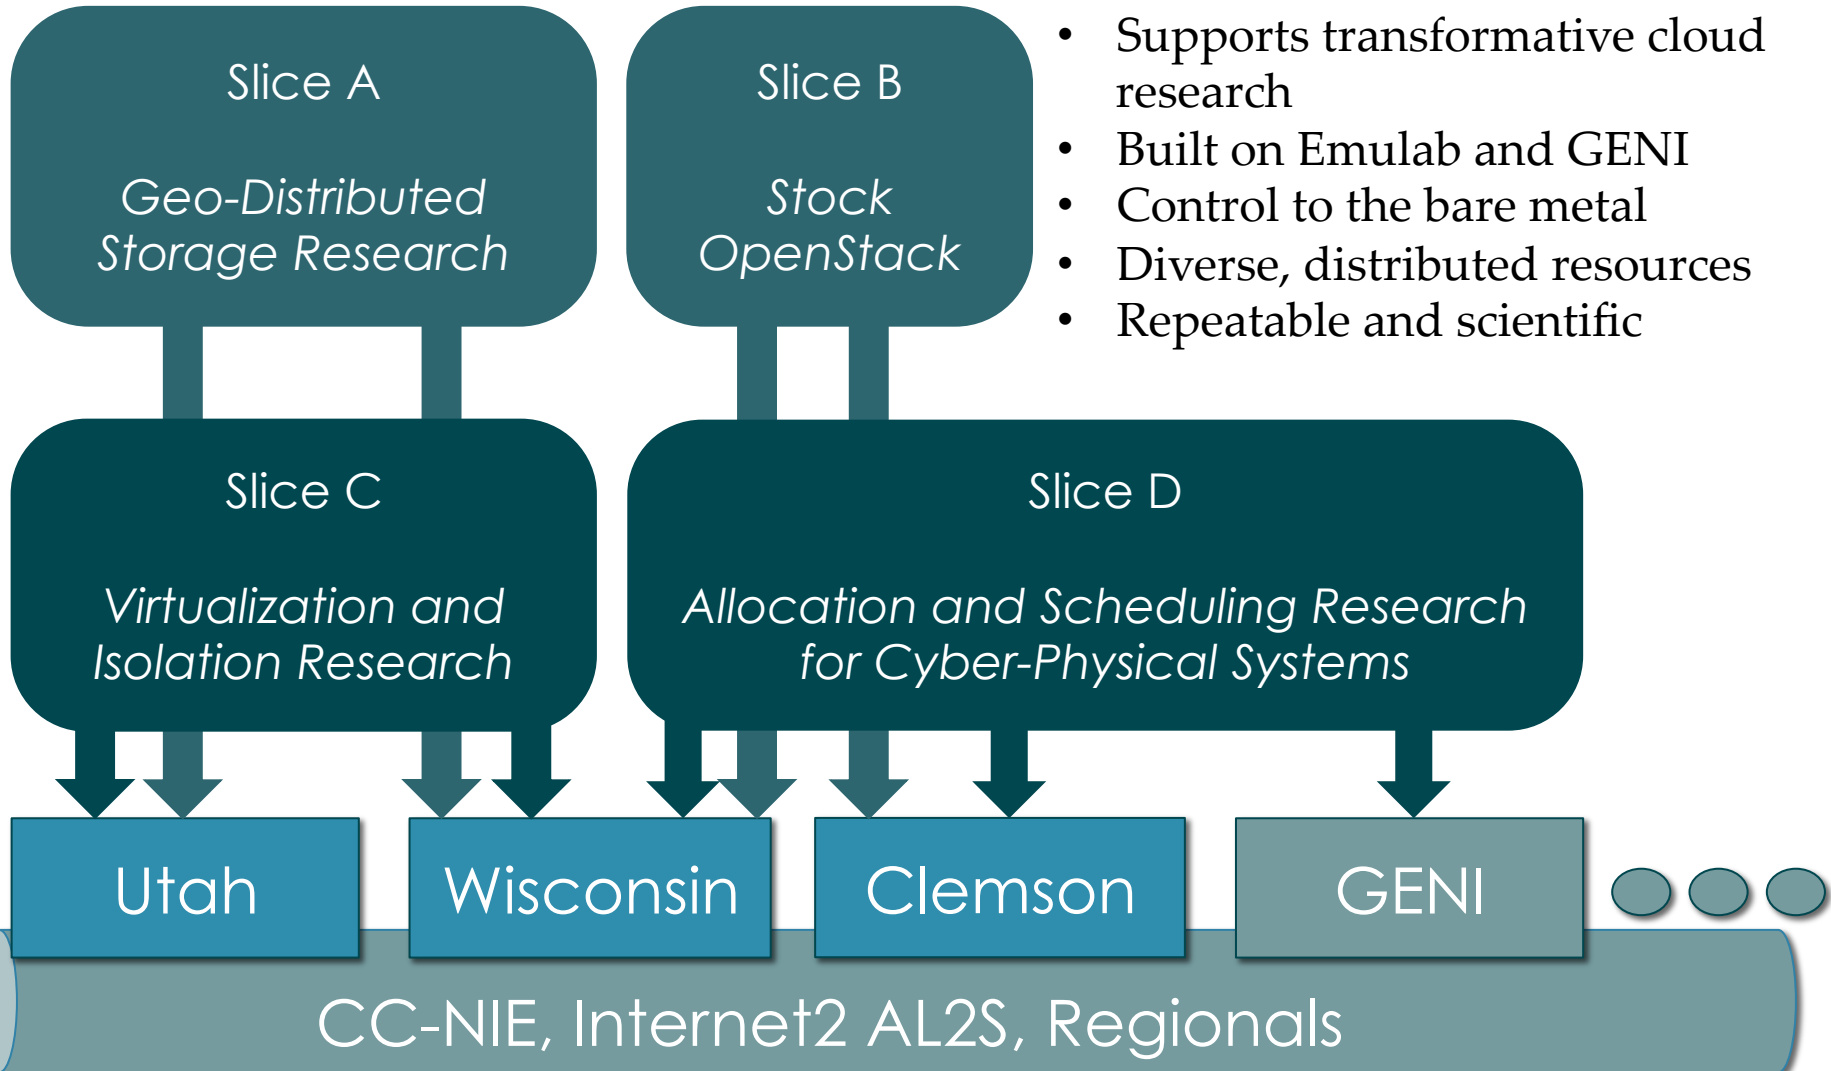 Slice A
Geo-Distributed
Storage Research
Slice B
Stock
OpenStack
• Supports transformative cloud
research
• Built on Emulab and GENI
• Control to the bare metal
• Diverse, distributed resources
• Repeatable and scientific
Slice C
Virtualization and
Isolation Research
Slice D
Allocation and Scheduling Research
for Cyber-Physical Systems
Utah
Wisconsin
Clemson
GENI
CC-NIE, Internet2 AL2S, Regionals